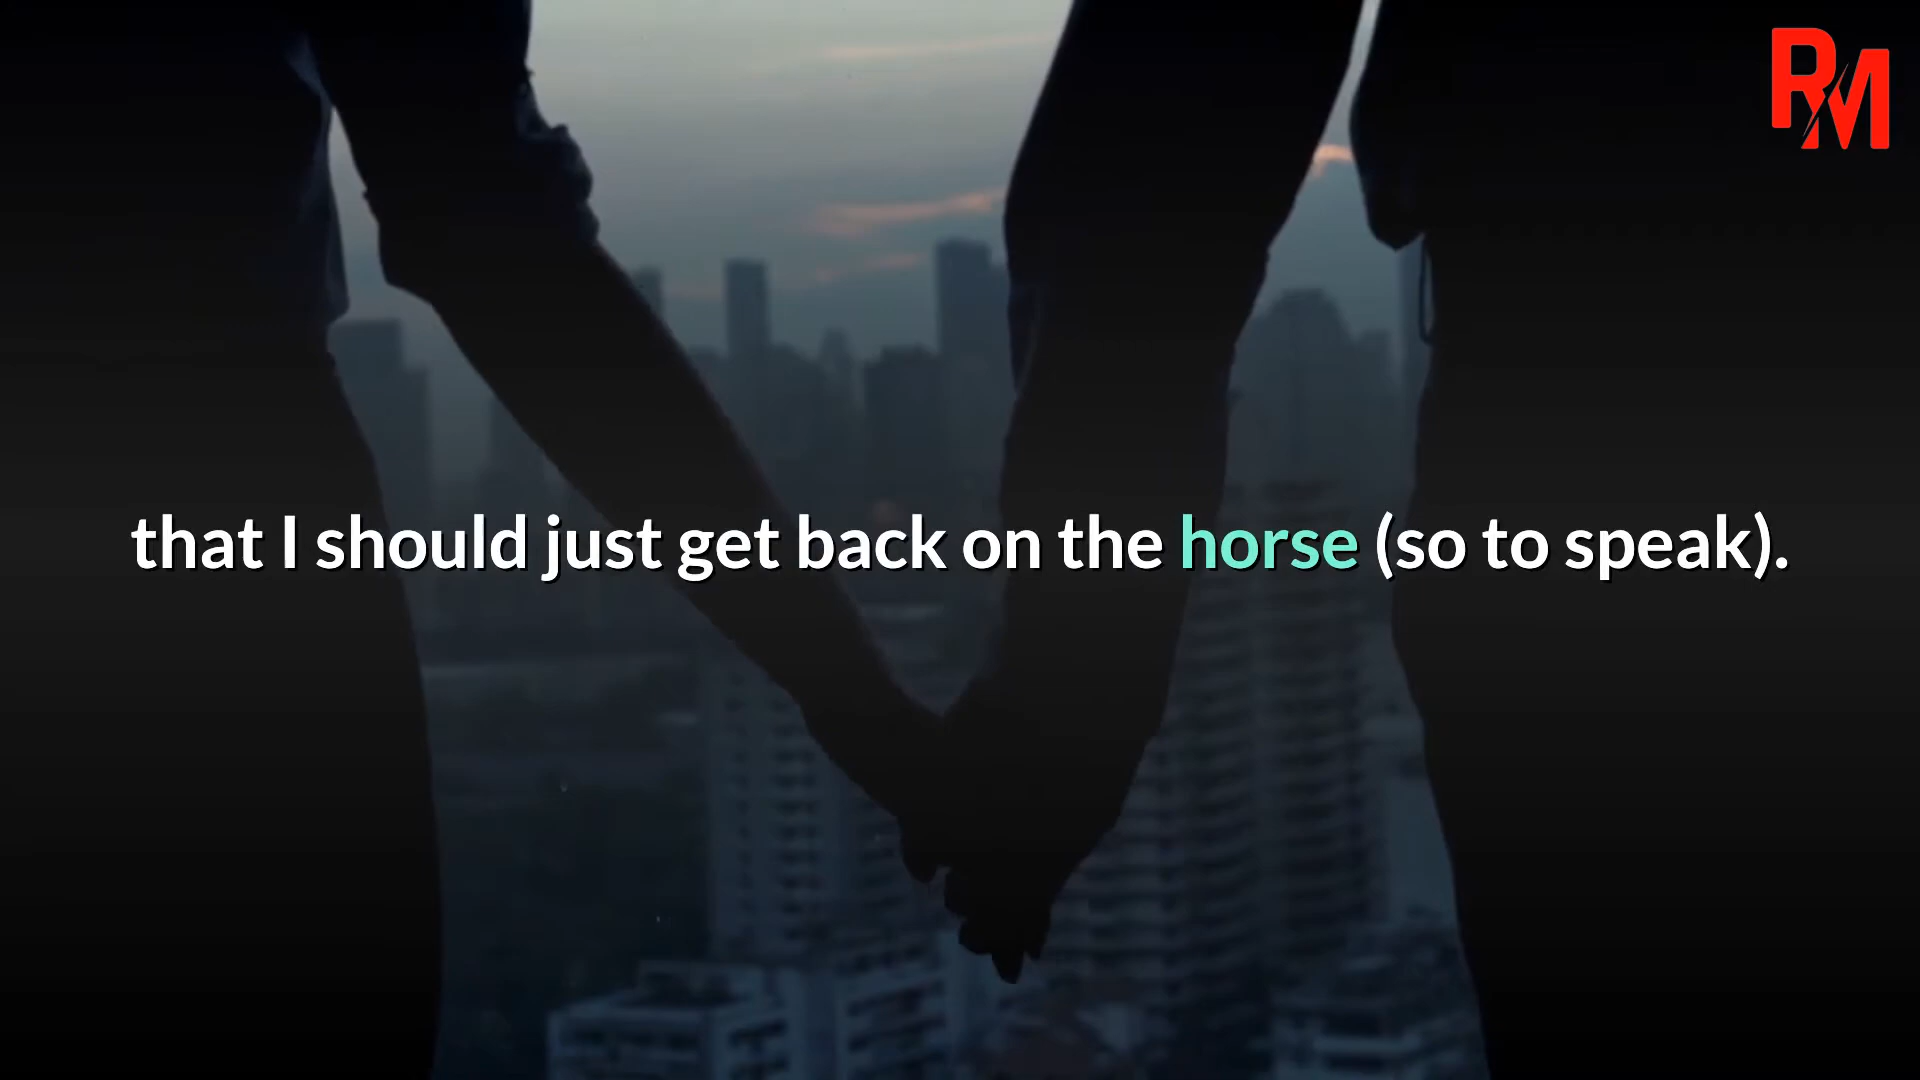 RM
that I should just get back on the horse (so to speak).